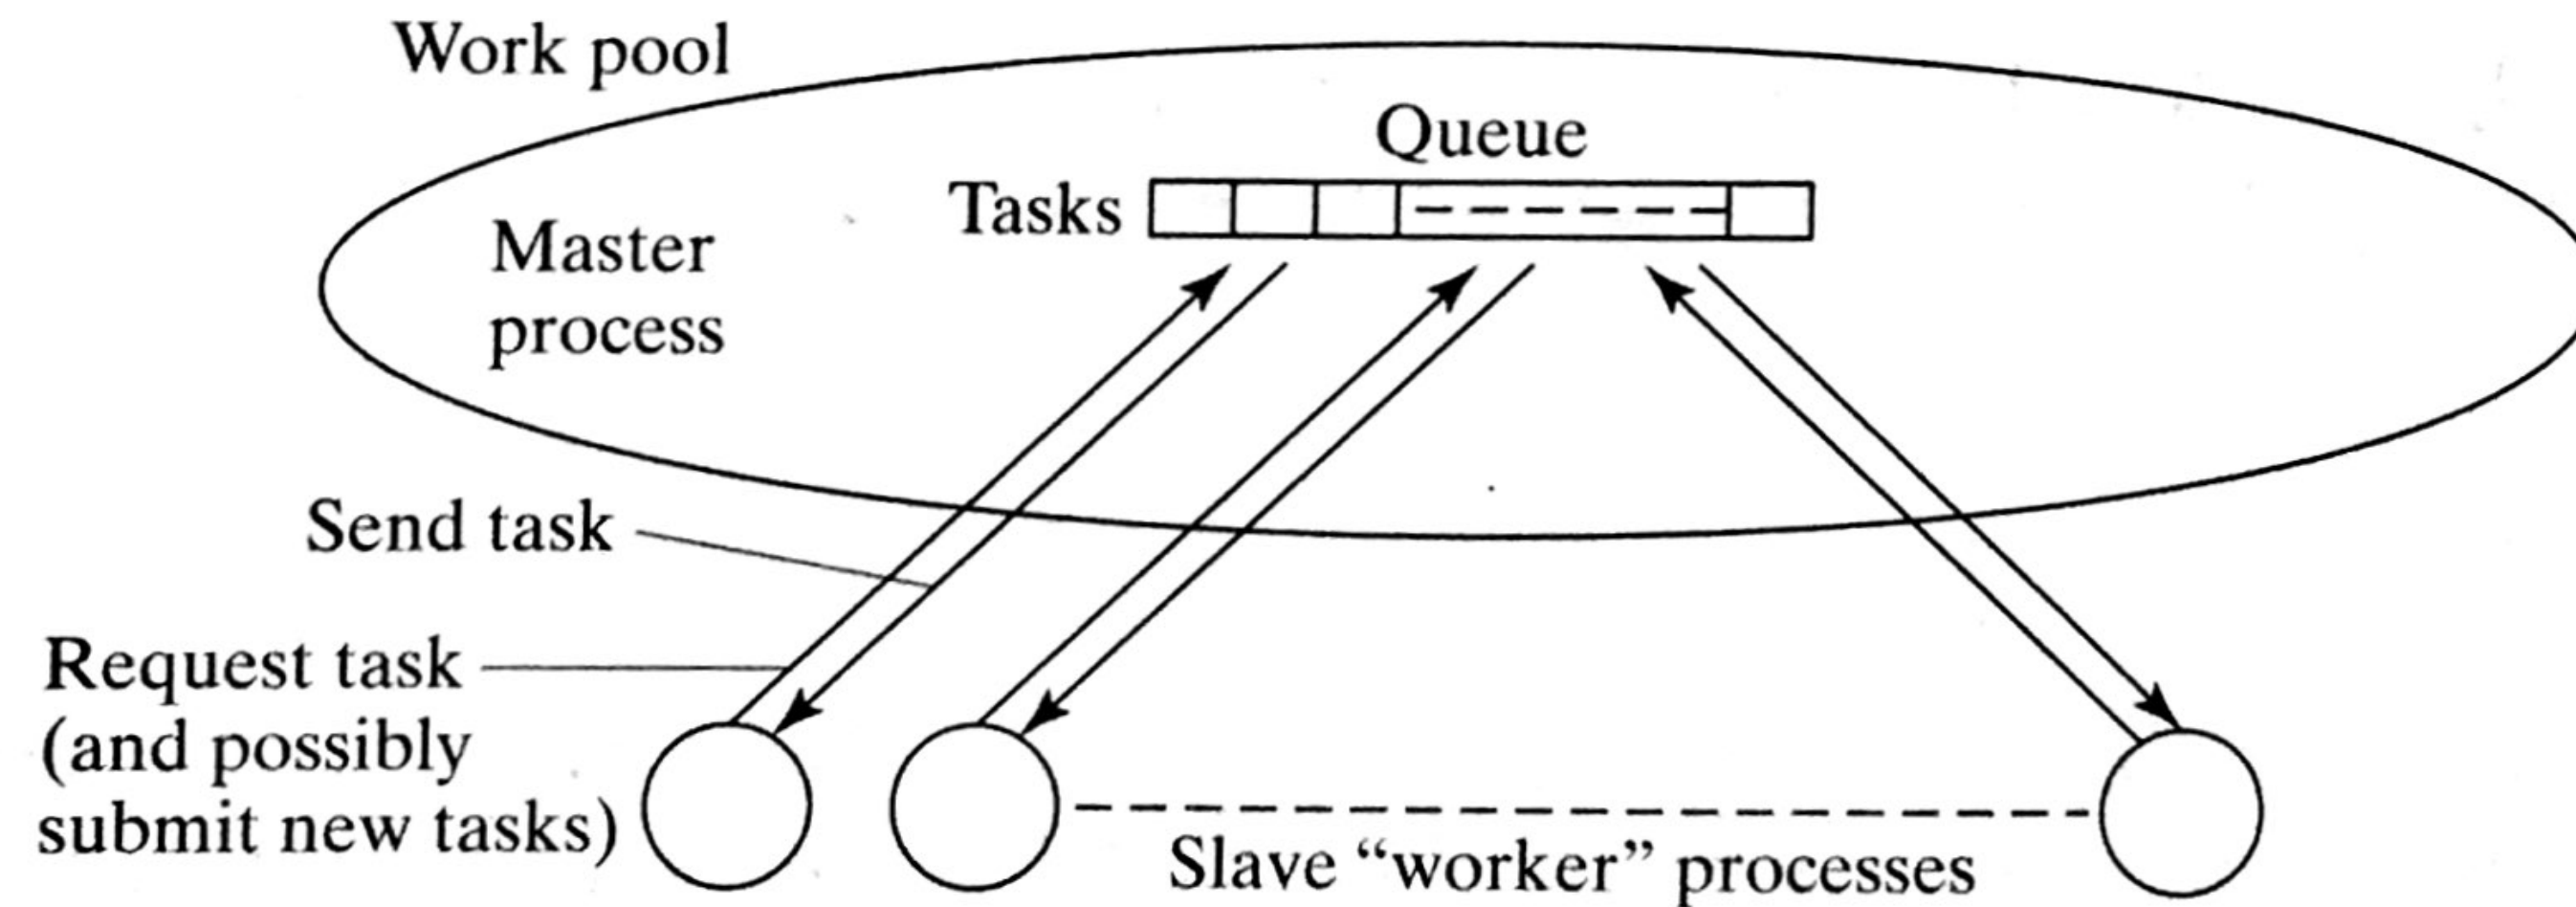 Work pool
Queue
Tasks
Master
process
Send task
Request task
(and possibly
submit new tasks)
Slave “worker” processes